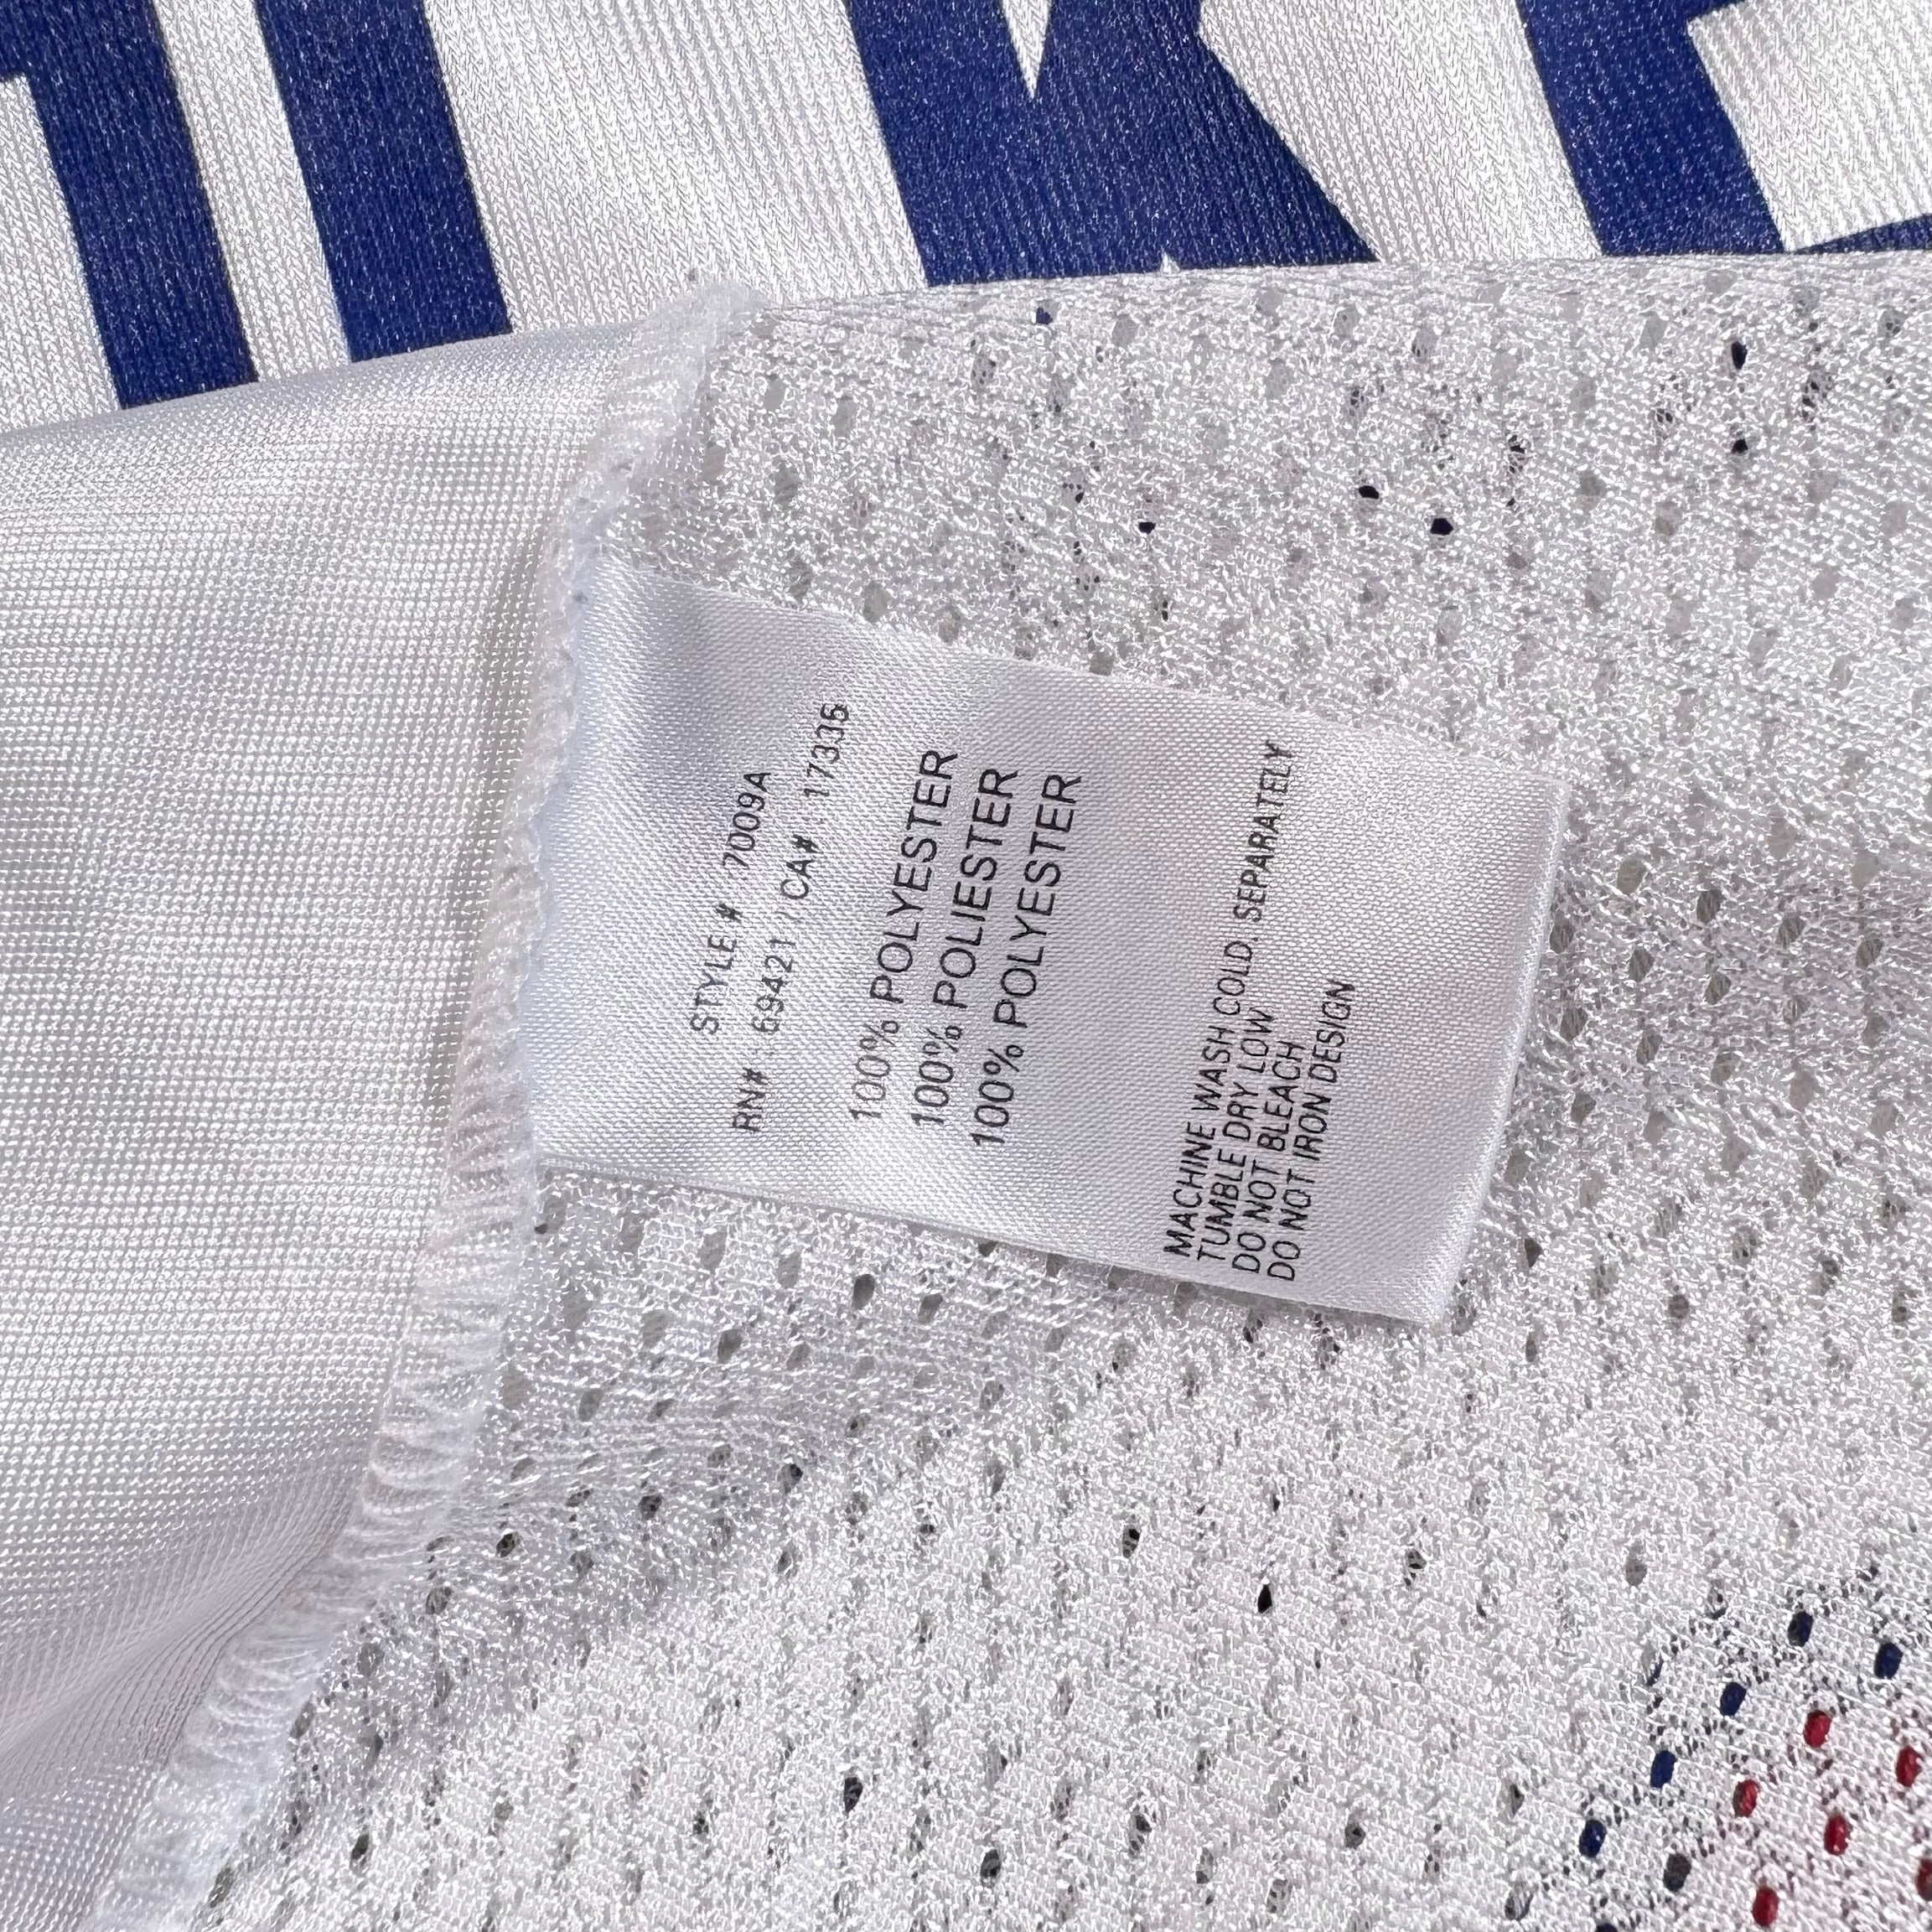 STYLE # 7009A
RN# 69421 / CA# 17336
100% POLYESTER
100% POLIESTER
100% POLYESTER
MACHINE WASH COLD SEPARATELY
TUMBLE DRY LOW
DO NOT BLEACH
DO NOT IRON DESIGN